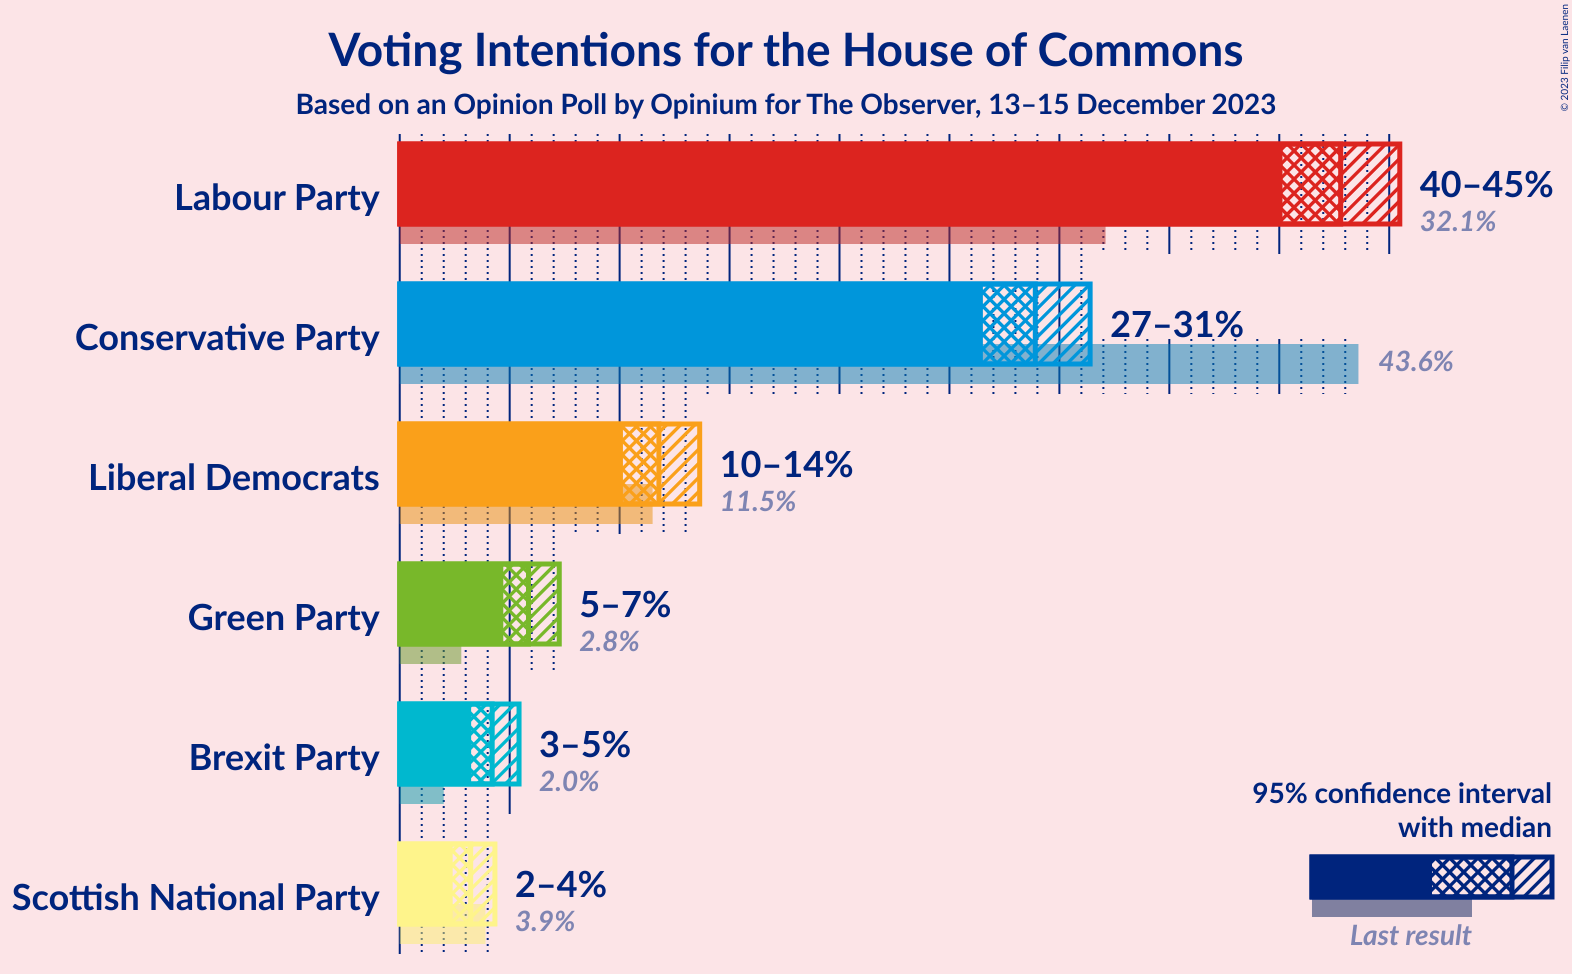 Voting Intentions for the House of Commons
Based on an Opinion Poll by Opinium for The Observer, 13–15 December 2023
© 2023 Filip van Laenen
Labour Party
40–45%
32.1%
Conservative Party
27–31%
43.6%
Liberal Democrats
10–14%
11.5%
Green Party
5–7%
2.8%
Brexit Party
3–5%
2.0%
Scottish National Party
2–4%
3.9%
95% confidence interval
with median
Last result